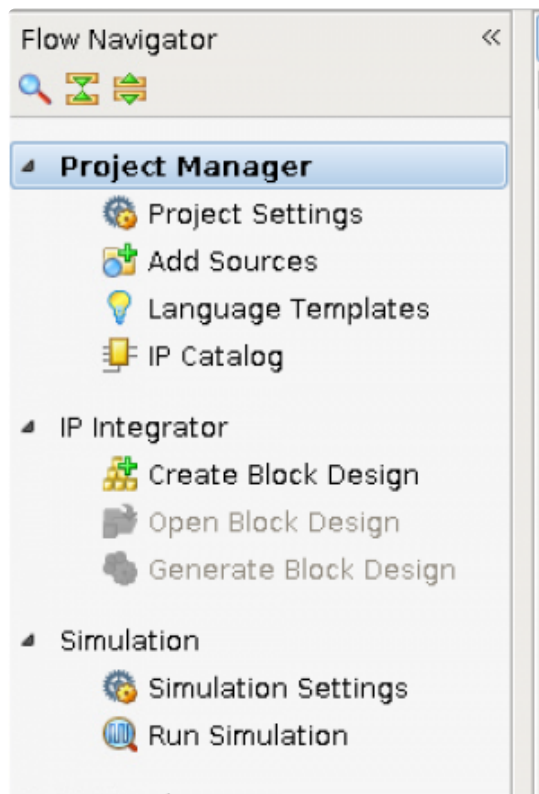 Flow Navigator «
Project Manager
Project Settings
Add Sources
Language Templates
IP Catalog
IP Integrator
Create Block Design
Open Block Design
Generate Block Design
Simulation
Simulation Settings
Run Simulation